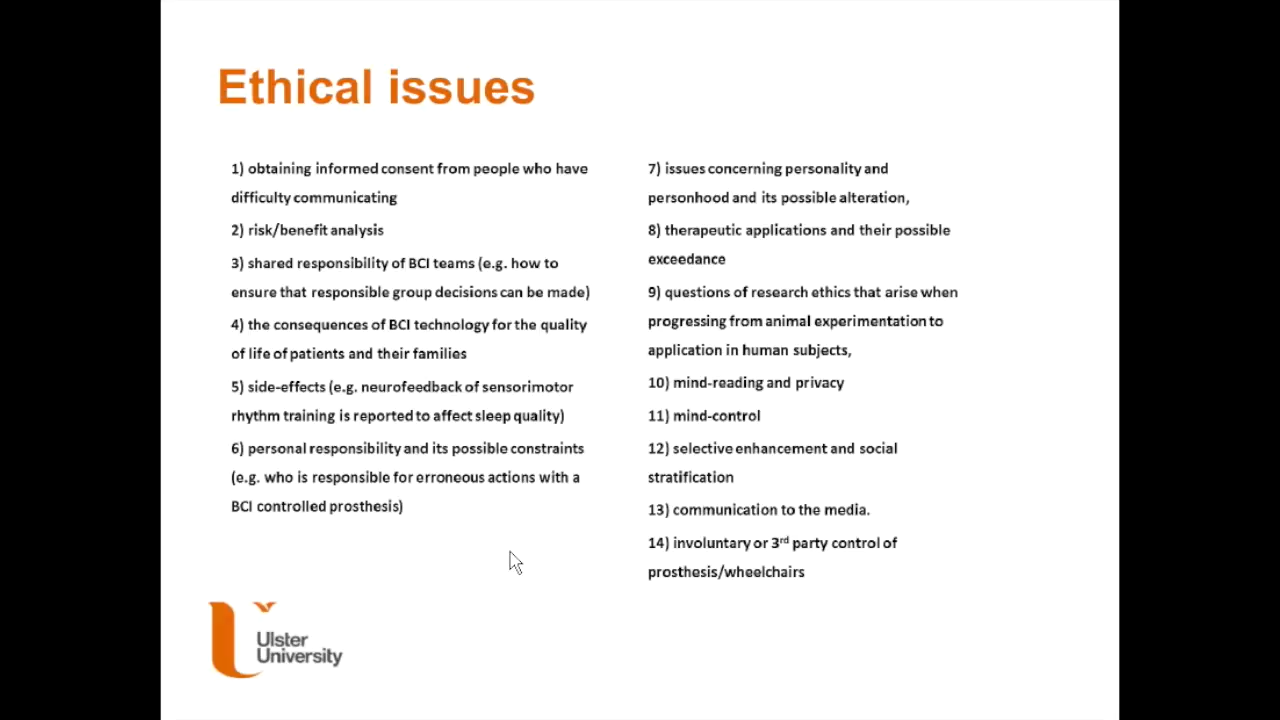 Ethical issues
1) obtaining informed consent from people who have
difficulty communicating
2) risk/benefit analysis
3) shared responsibility of BCI teams (e.g. how to
ensure that responsible group decisions can be made)
4) the consequences of BCI technology for the quality
of life of patients and their families
5) side-effects (e.g. neurofeedback of sensorimotor
rhythm training is reported to affect sleep quality)
6) personal responsibility and its possible constraints
(e.g. who is responsible for erroneous actions with a
BCI controlled prosthesis)
7) issues concerning personality and
personhood and its possible alteration,
8) therapeutic applications and their possible
exceedance
9) questions of research ethics that arise when
progressing from animal experimentation to
application in human subjects,
10) mind-reading and privacy
11) mind-control
12) selective enhancement and social
stratification
13) communication to the media.
14) involuntary or 3rd party control of
prosthesis/wheelchairs
Ulster
University